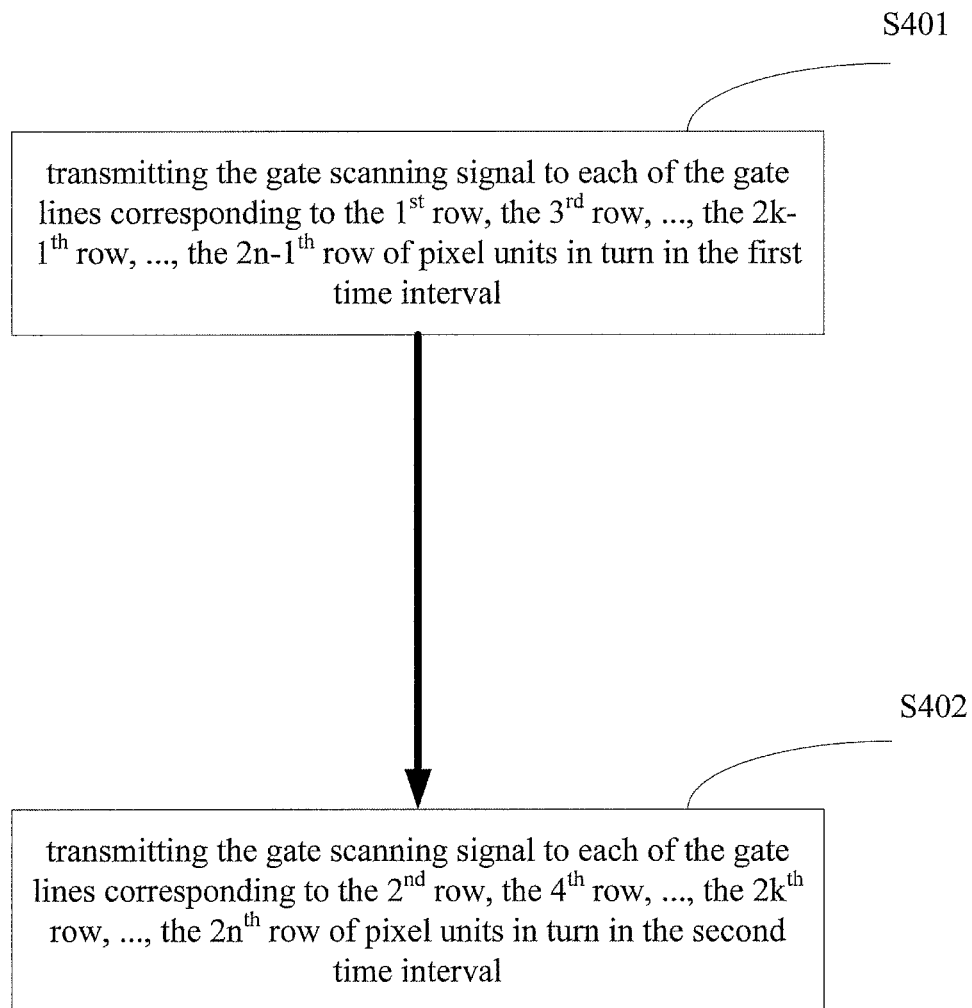 S401
transmitting the gate scanning signal to each of the gate
lines corresponding to the 1st row, the 3rd row, ..., the 2k-
1th row, ..., the 2n-1th row of pixel units in turn in the first
time interval
S402
transmitting the gate scanning signal to each of the gate
lines corresponding to the 2nd row, the 4th row, ..., the 2kth
row, ..., the 2nth row of pixel units in turn in the second
time interval